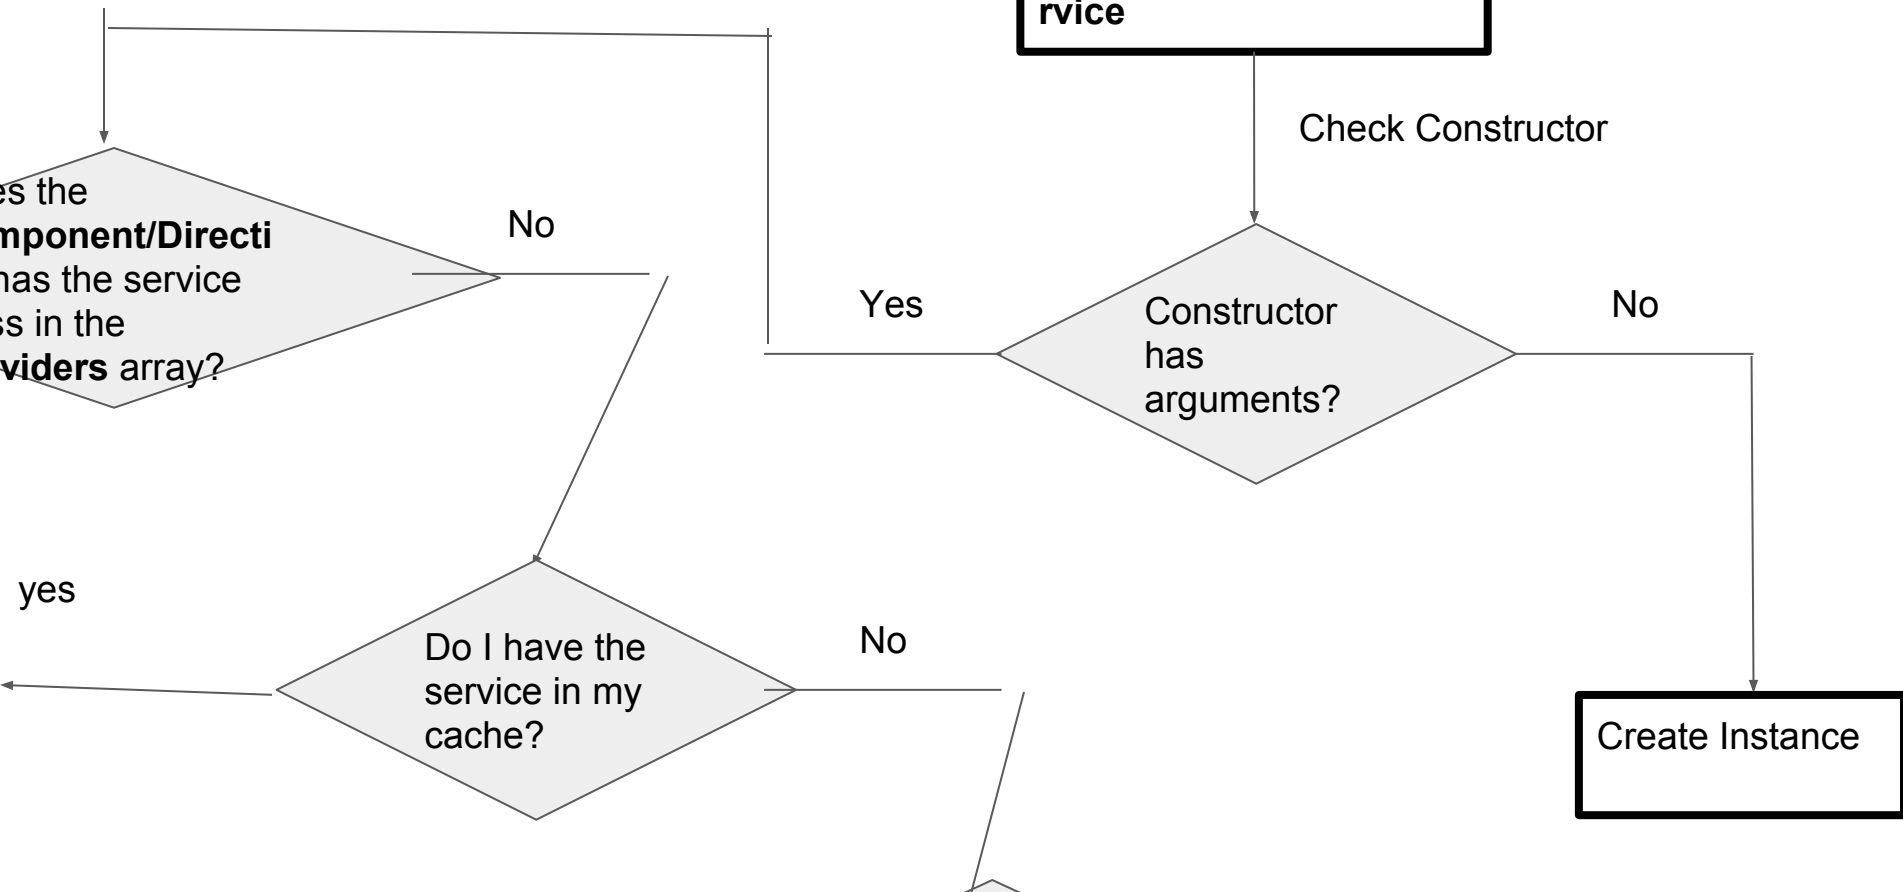 rvice
Check Constructor
es the
mponent/Directi
has the service
ss in the
viders array?
No
Yes
Constructor
has
arguments?
No
yes
Do I have the
service in my
cache?
No
Create Instance